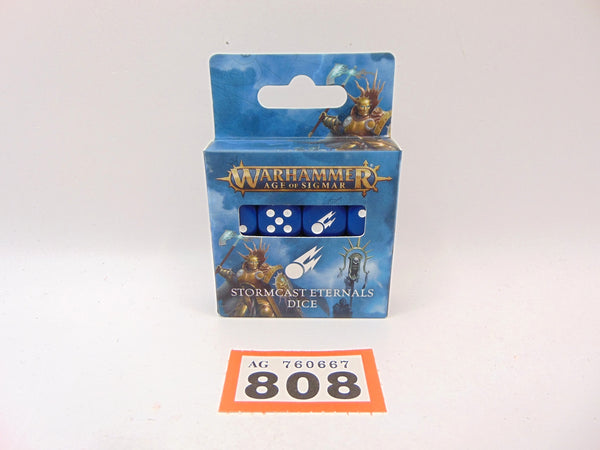 WARHAMMER
AGE OF SIGMAR
STORMCAST ETERNALS
DICE
AG 760667
808